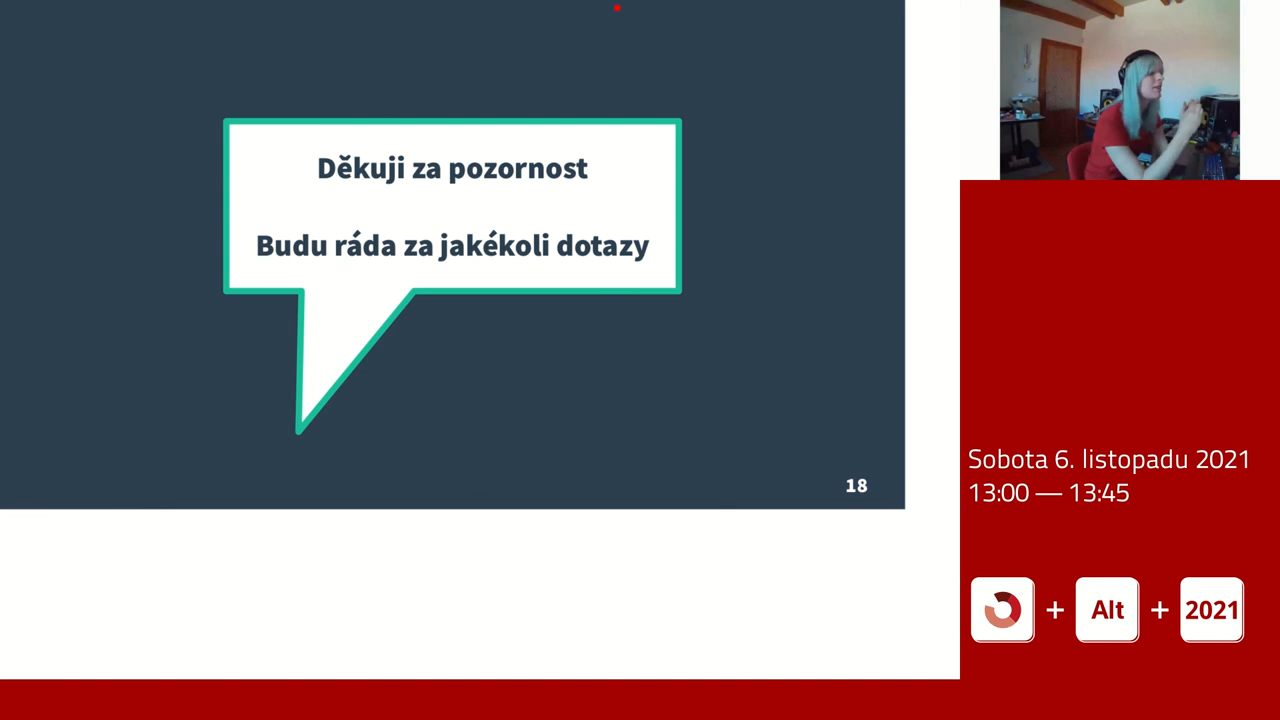 Děkuji za pozornost
Budu ráda za jakékoli dotazy
18
Sobota 6. listopadu 2021
13:00 — 13:45
+ Alt + 2021